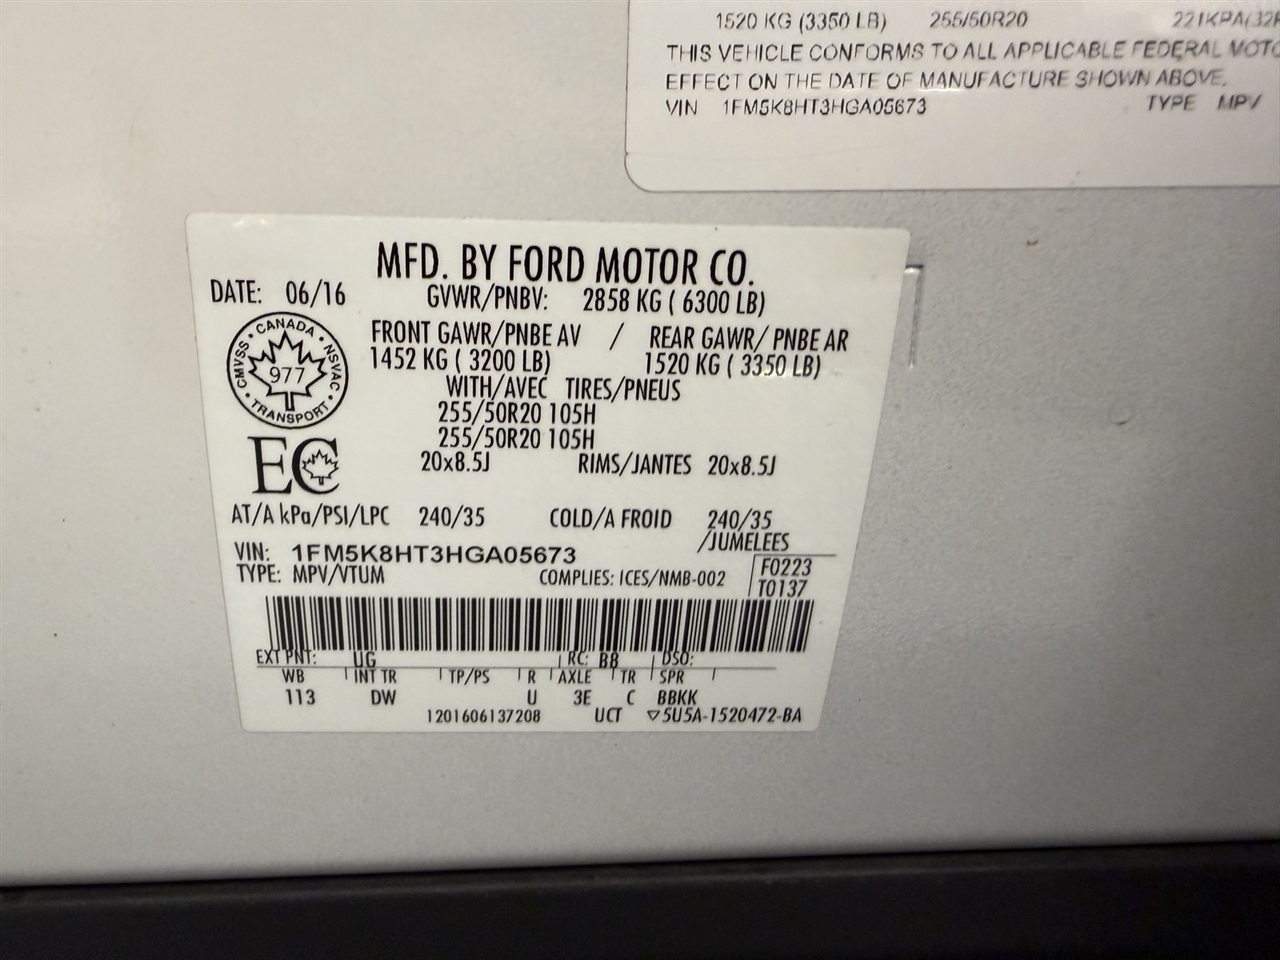 1520 KG (3350 LB) 255/50R20
THIS VEHICLE CONFORMS TO ALL APPLICABLE FEDERAL
EFFECT ON THE DATE OF MANUFACTURE SHOWN ABOVE.
VIN 1FM5K8HT3HGA05673 TYPE MPV
MFD. BY FORD MOTOR CO.
DATE: 06/16 GVWR/PNBV: 2858 KG ( 6300 LB)
FRONT GAWR/PNBE AV / REAR GAWR/ PNBE AR
1452 KG ( 3200 LB) 1520 KG ( 3350 LB)
WITH/AVEC TIRES/PNEUS
255/50R20 105H
255/50R20 105H
20x8.5J RIMS/JANTES 20x8.5J
CANADA
CMVSS 977 NSVAC
TRANSPORT
EC
AT/A kPa/PSI/LPC 240/35 COLD/A FROID 240/35
/JUMELEES
VIN: 1FM5K8HT3HGA05673
TYPE: MPV/VTUM COMPLIES: ICES/NMB-002
F0223
T0137
EXT PNT: UG RC: B8 DSO:
WB INT TR TP/PS R AXLE TR SPR
113 DW U 3E C BBKK
1201606137208 UCT ▽5U5A-1520472-BA